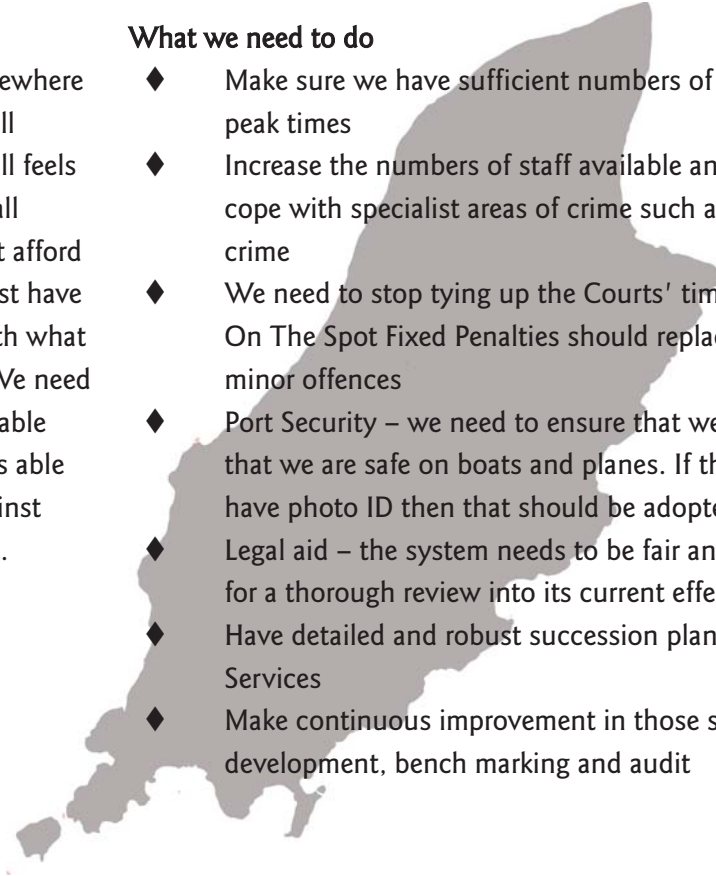 ewhere
ll
ll feels
all
t afford
st have
th what
We need
able
s able
inst
.
What we need to do
♦ Make sure we have sufficient numbers of
peak times
♦ Increase the numbers of staff available an
cope with specialist areas of crime such a
crime
♦ We need to stop tying up the Courts' tim
On The Spot Fixed Penalties should repla
minor offences
♦ Port Security – we need to ensure that we
that we are safe on boats and planes. If th
have photo ID then that should be adopte
♦ Legal aid – the system needs to be fair an
for a thorough review into its current effe
♦ Have detailed and robust succession plan
Services
♦ Make continuous improvement in those s
development, bench marking and audit